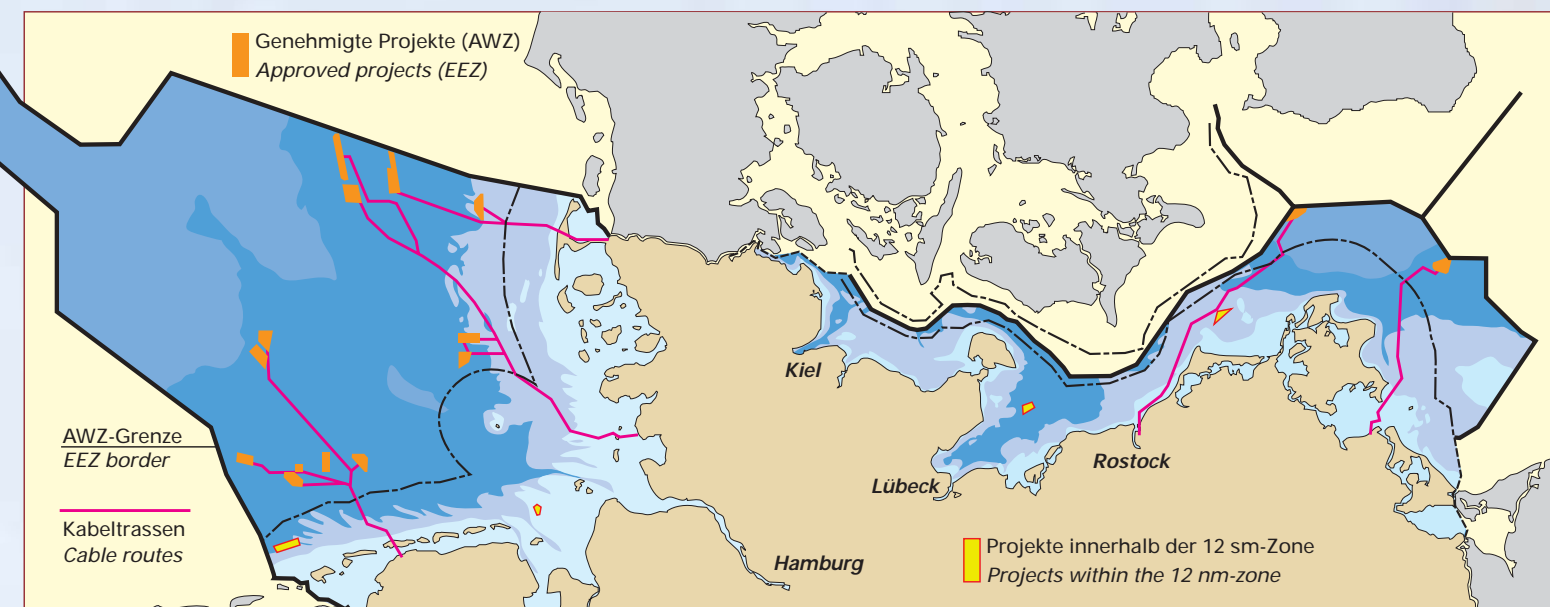 Genehmigte Projekte (AWZ)
Approved projects (EEZ)
Kiel
AWZ-Grenze
EEZ border
Rostock
Lübeck
Kabeltrassen
Cable routes
Hamburg
Projekte innerhalb der 12 sm-Zone
Projects within the 12 nm-zone